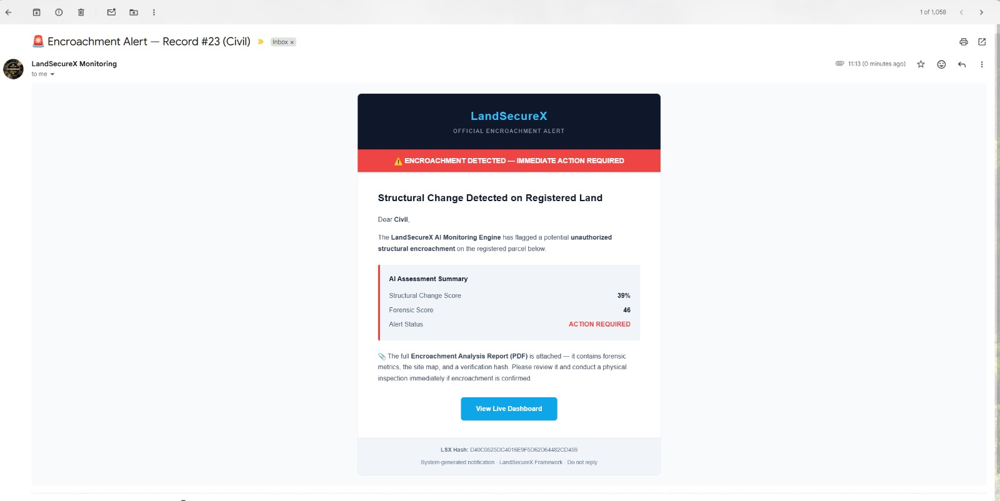 1 of 1,058
🚨 Encroachment Alert — Record #23 (Civil)
Inbox ×
LandSecureX Monitoring
11:13 (0 minutes ago)
to me
LandSecureX
OFFICIAL ENCROACHMENT ALERT
⚠️ ENCROACHMENT DETECTED — IMMEDIATE ACTION REQUIRED
Structural Change Detected on Registered Land
Dear Civil,
The LandSecureX AI Monitoring Engine has flagged a potential unauthorized
structural encroachment on the registered parcel below.
AI Assessment Summary
Structural Change Score 39%
Forensic Score 46
Alert Status ACTION REQUIRED
📎 The full Encroachment Analysis Report (PDF) is attached — it contains forensic
metrics, the site map, and a verification hash. Please review it and conduct a physical
inspection immediately if encroachment is confirmed.
View Live Dashboard
LSX Hash: D40C0525DC4016E9F5D62D64482CD459
System-generated notification · LandSecureX Framework · Do not reply